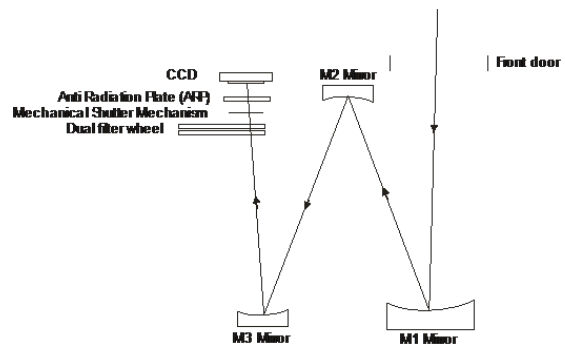 CCD
M2 Mirror
Front door
Anti Radiation Plate (ARP)
Mechanical Shutter Mechanism
Dual filter wheel
M3 Mirror
M1 Mirror